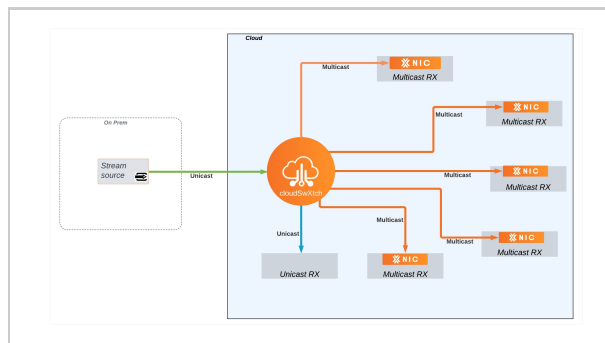 Cloud
NIC
Multicast
Multicast RX
On Prem
NIC
Multicast
Multicast RX
Stream
source
Unicast
cloudSwXtch
NIC
Multicast
Multicast RX
Multicast
Unicast
NIC
Multicast
Multicast RX
NIC
Unicast RX
Multicast RX